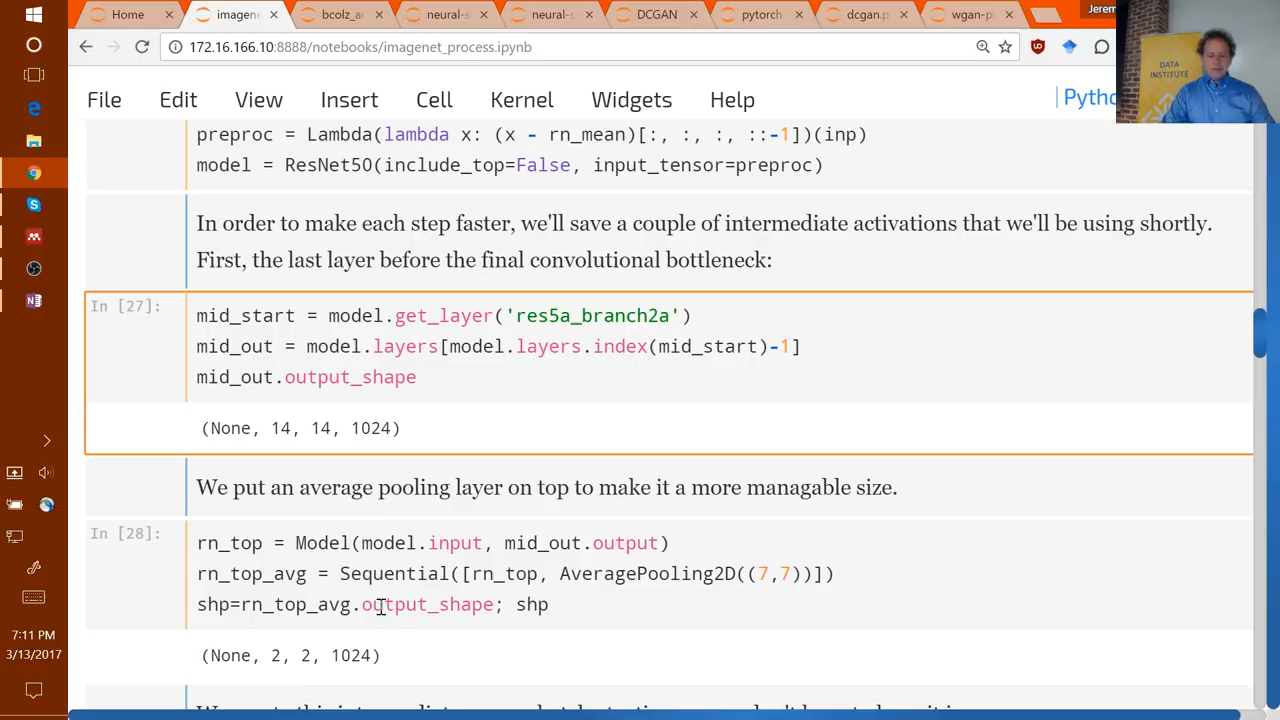 Home
imagene
bcolz_a
neural-s
neural-s
DCGAN
pytorch
dcgan.p
wgan-p
Jerem
172.16.166.10:8888/notebooks/imagenet_process.ipynb
DATA
INSTITUTE
File Edit View Insert Cell Kernel Widgets Help
preproc = Lambda(lambda x: (x - rn_mean)[:, :, :, ::-1])(inp)
model = ResNet50(include_top=False, input_tensor=preproc)
In order to make each step faster, we'll save a couple of intermediate activations that we'll be using shortly.
First, the last layer before the final convolutional bottleneck:
In [27]:
mid_start = model.get_layer('res5a_branch2a')
mid_out = model.layers[model.layers.index(mid_start)-1]
mid_out.output_shape
(None, 14, 14, 1024)
We put an average pooling layer on top to make it a more managable size.
In [28]:
rn_top = Model(model.input, mid_out.output)
rn_top_avg = Sequential([rn_top, AveragePooling2D((7,7))])
shp=rn_top_avg.output_shape; shp
(None, 2, 2, 1024)
7:11 PM
3/13/2017